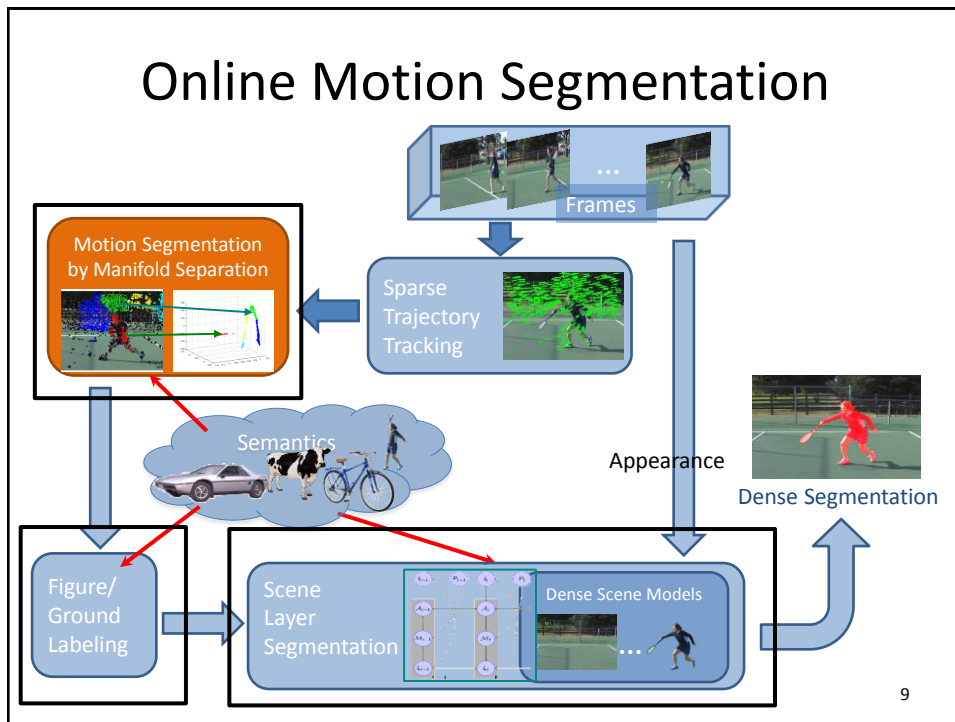 Online Motion Segmentation
...
Frames
Motion Segmentation
by Manifold Separation
Sparse
Trajectory
Tracking
Semantics
Appearance
Dense Segmentation
Figure/
Ground
Labeling
Scene
Layer
Segmentation
Dense Scene Models
...
9